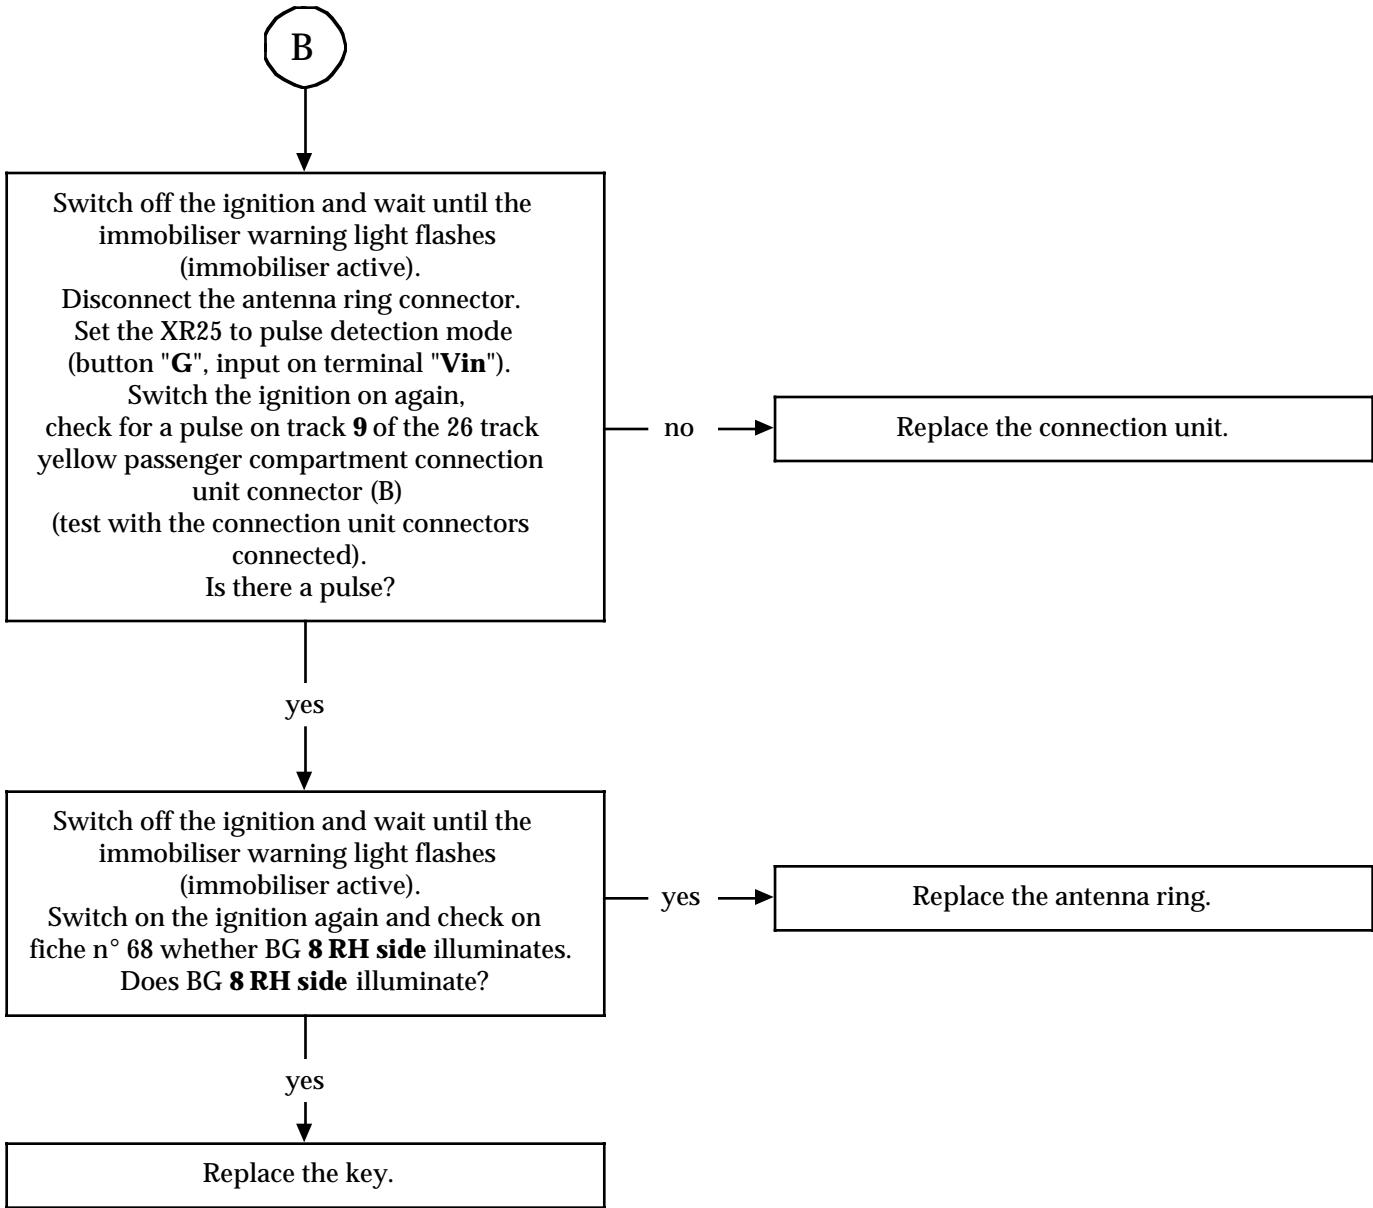 B
Switch off the ignition and wait until the
immobiliser warning light flashes
(immobiliser active).
Disconnect the antenna ring connector.
Set the XR25 to pulse detection mode
(button "G", input on terminal "Vin").
Switch the ignition on again,
check for a pulse on track 9 of the 26 track
yellow passenger compartment connection
unit connector (B)
(test with the connection unit connectors
connected).
Is there a pulse?
no
Replace the connection unit.
yes
Switch off the ignition and wait until the
immobiliser warning light flashes
(immobiliser active).
Switch on the ignition again and check on
fiche n° 68 whether BG 8 RH side illuminates.
Does BG 8 RH side illuminate?
yes
Replace the antenna ring.
yes
Replace the key.